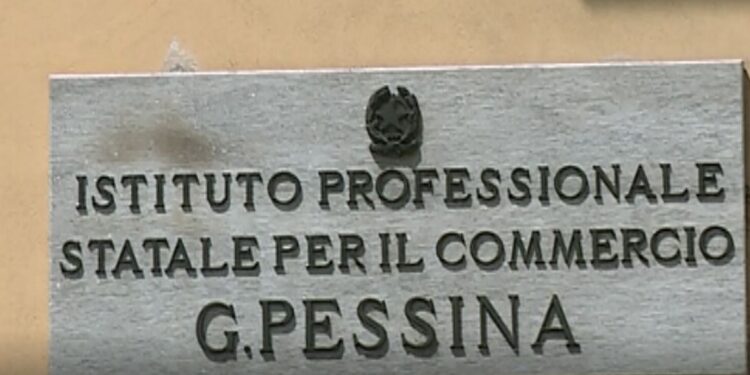 ISTITUTO PROFESSIONALE
STATALE PER IL COMMERCIO
G. PESSINA